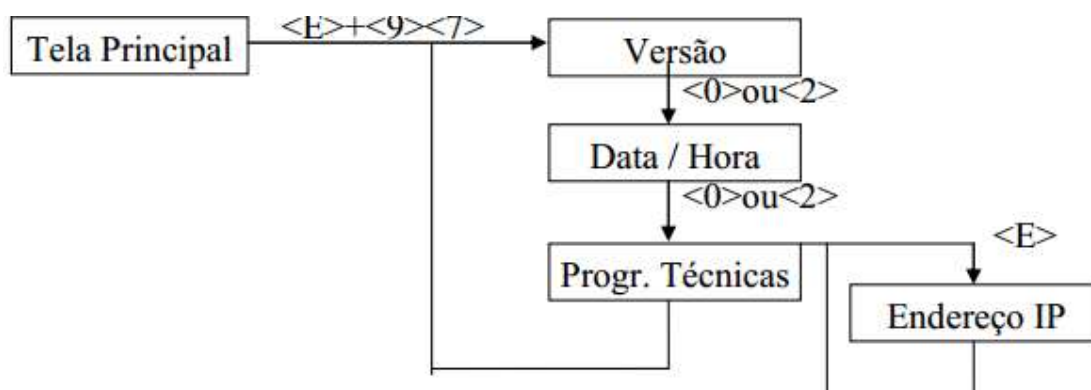 <E>+<9><7>
Tela Principal
Versão
<0>ou<2>
Data / Hora
<0>ou<2>
<E>
Progr. Técnicas
Endereço IP